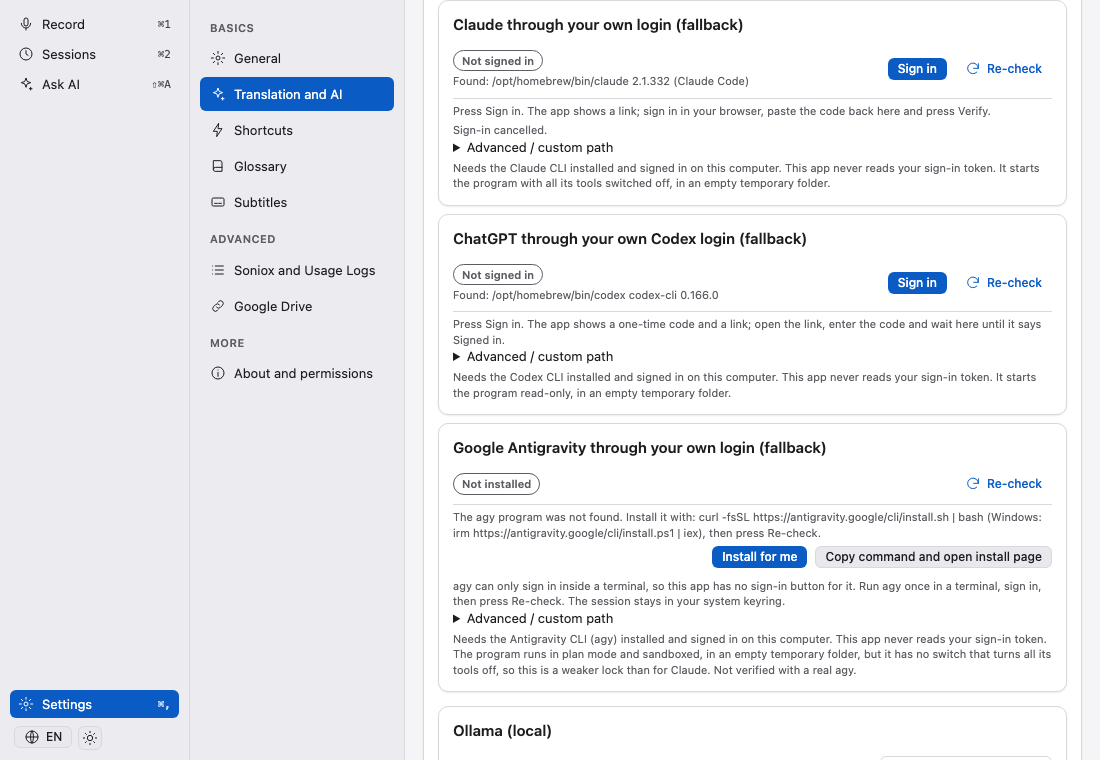 Record ⌘1
Sessions ⌘2
Ask AI ⇧⌘A
Settings ⌘,
EN
BASICS
General
Translation and AI
Shortcuts
Glossary
Subtitles
ADVANCED
Soniox and Usage Logs
Google Drive
MORE
About and permissions
Claude through your own login (fallback)
Not signed in
Found: /opt/homebrew/bin/claude 2.1.332 (Claude Code)
Sign in
Re-check
Press Sign in. The app shows a link; sign in in your browser, paste the code back here and press Verify.
Sign-in cancelled.
Advanced / custom path
Needs the Claude CLI installed and signed in on this computer. This app never reads your sign-in token. It starts
the program with all its tools switched off, in an empty temporary folder.
ChatGPT through your own Codex login (fallback)
Not signed in
Found: /opt/homebrew/bin/codex codex-cli 0.166.0
Sign in
Re-check
Press Sign in. The app shows a one-time code and a link; open the link, enter the code and wait here until it says
Signed in.
Advanced / custom path
Needs the Codex CLI installed and signed in on this computer. This app never reads your sign-in token. It starts
the program read-only, in an empty temporary folder.
Google Antigravity through your own login (fallback)
Not installed
Re-check
The agy program was not found. Install it with: curl -fsSL https://antigravity.google/cli/install.sh | bash (Windows:
irm https://antigravity.google/cli/install.ps1 | iex), then press Re-check.
Install for me
Copy command and open install page
agy can only sign in inside a terminal, so this app has no sign-in button for it. Run agy once in a terminal, sign in,
then press Re-check. The session stays in your system keyring.
Advanced / custom path
Needs the Antigravity CLI (agy) installed and signed in on this computer. This app never reads your sign-in token.
The program runs in plan mode and sandboxed, in an empty temporary folder, but it has no switch that turns all its
tools off, so this is a weaker lock than for Claude. Not verified with a real agy.
Ollama (local)